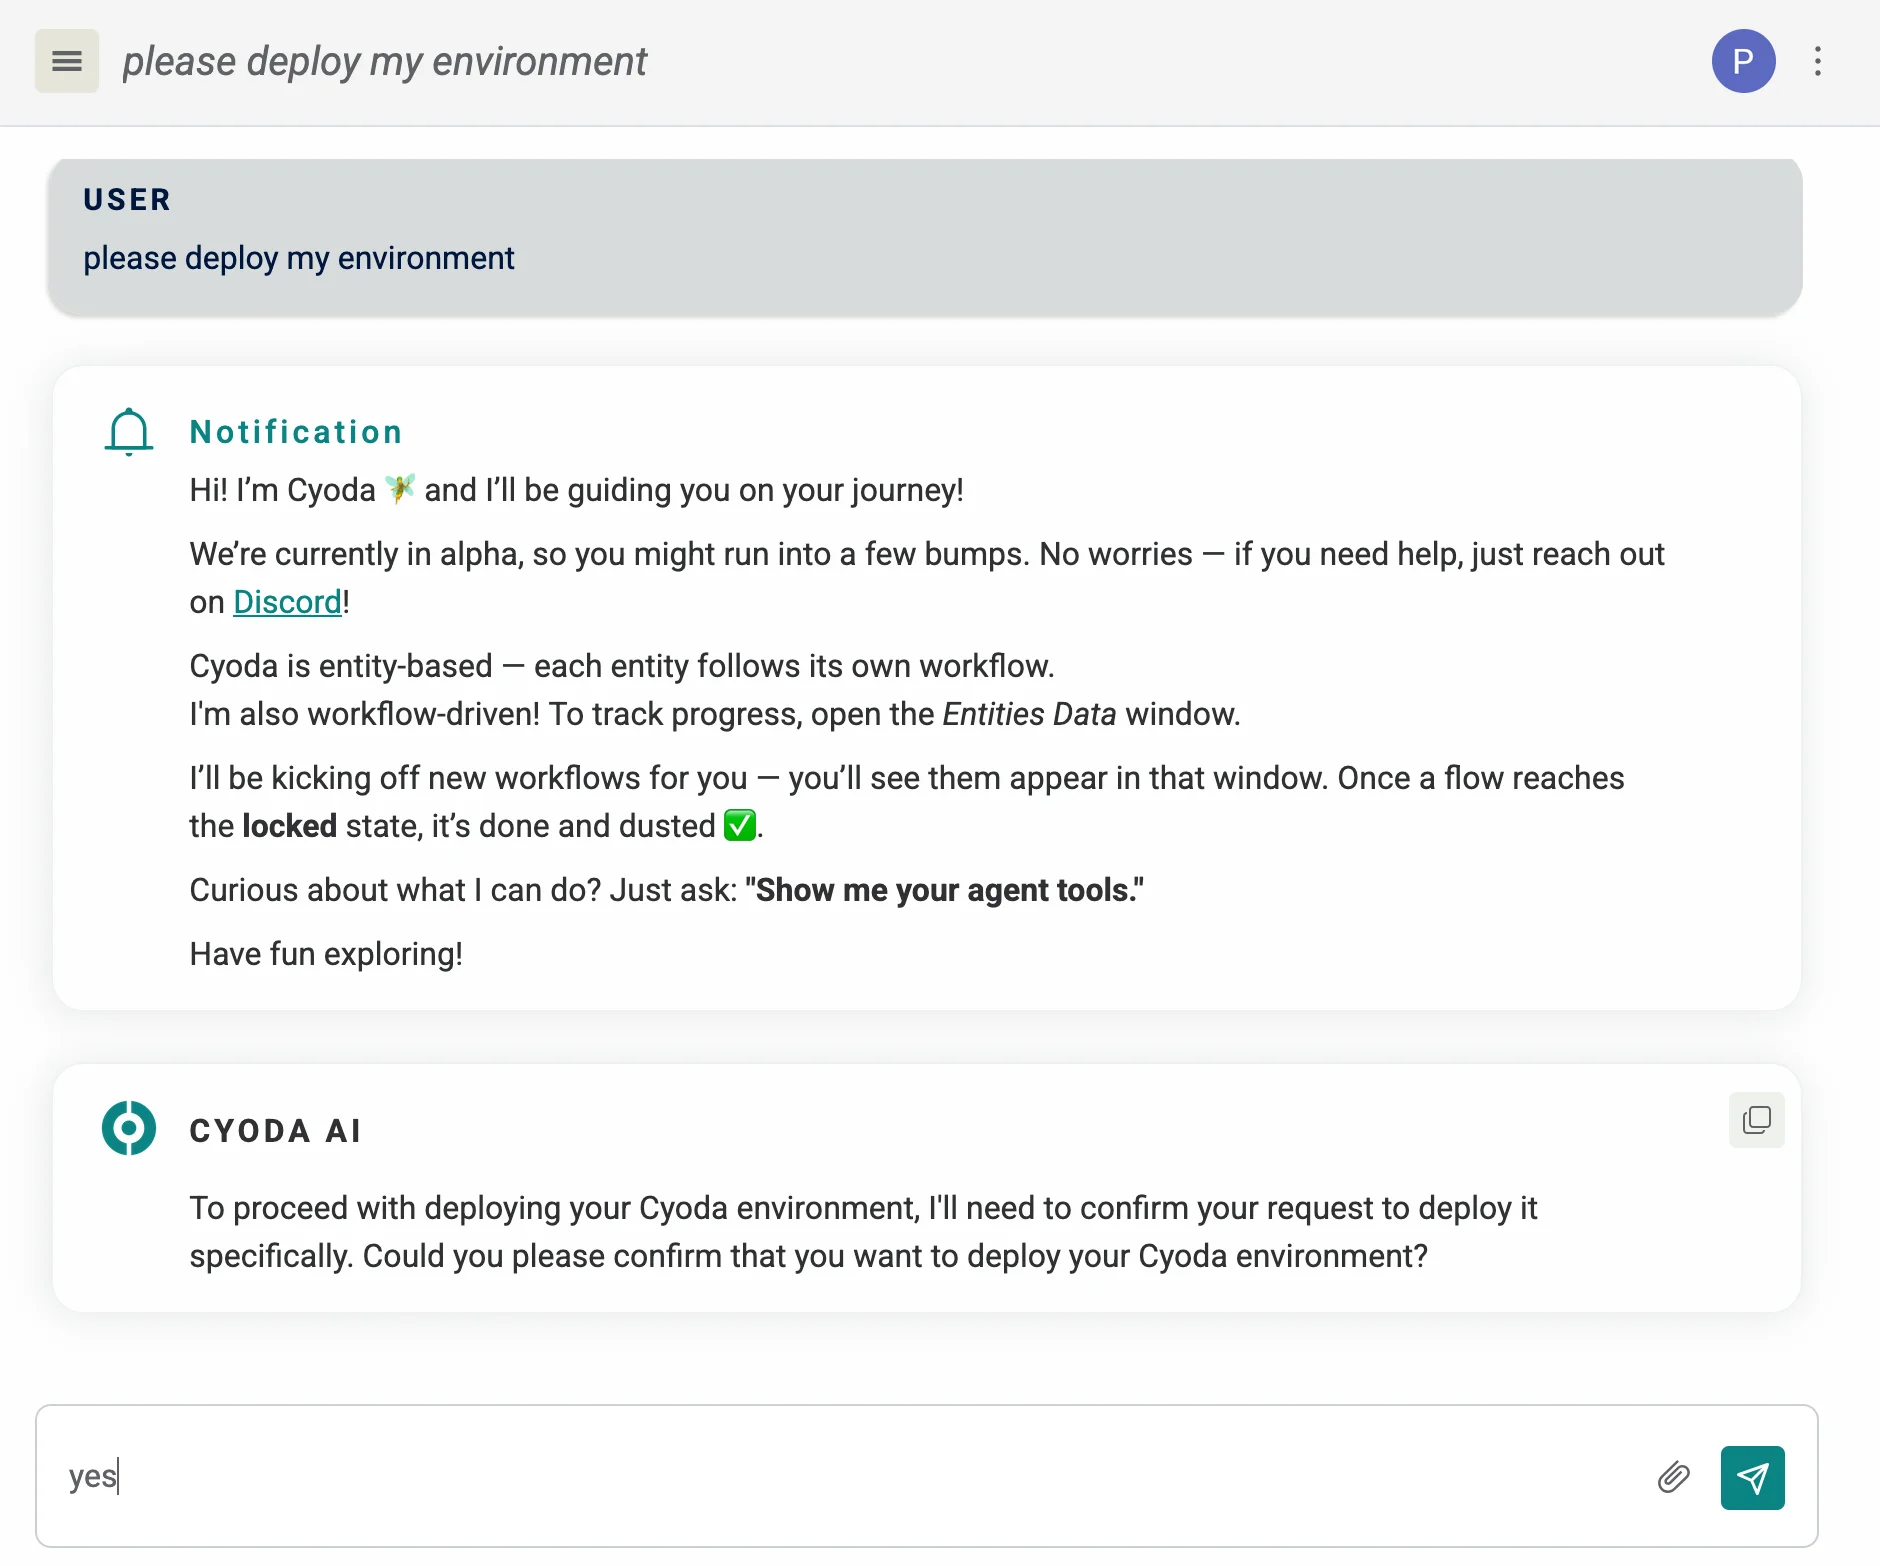 please deploy my environment
P
USER
please deploy my environment
Notification
Hi! I’m Cyoda 🧚 and I’ll be guiding you on your journey!
We’re currently in alpha, so you might run into a few bumps. No worries — if you need help, just reach out
on Discord!
Cyoda is entity-based — each entity follows its own workflow.
I'm also workflow-driven! To track progress, open the Entities Data window.
I’ll be kicking off new workflows for you — you’ll see them appear in that window. Once a flow reaches
the locked state, it’s done and dusted ✅.
Curious about what I can do? Just ask: "Show me your agent tools."
Have fun exploring!
CYODA AI
To proceed with deploying your Cyoda environment, I'll need to confirm your request to deploy it
specifically. Could you please confirm that you want to deploy your Cyoda environment?
yes